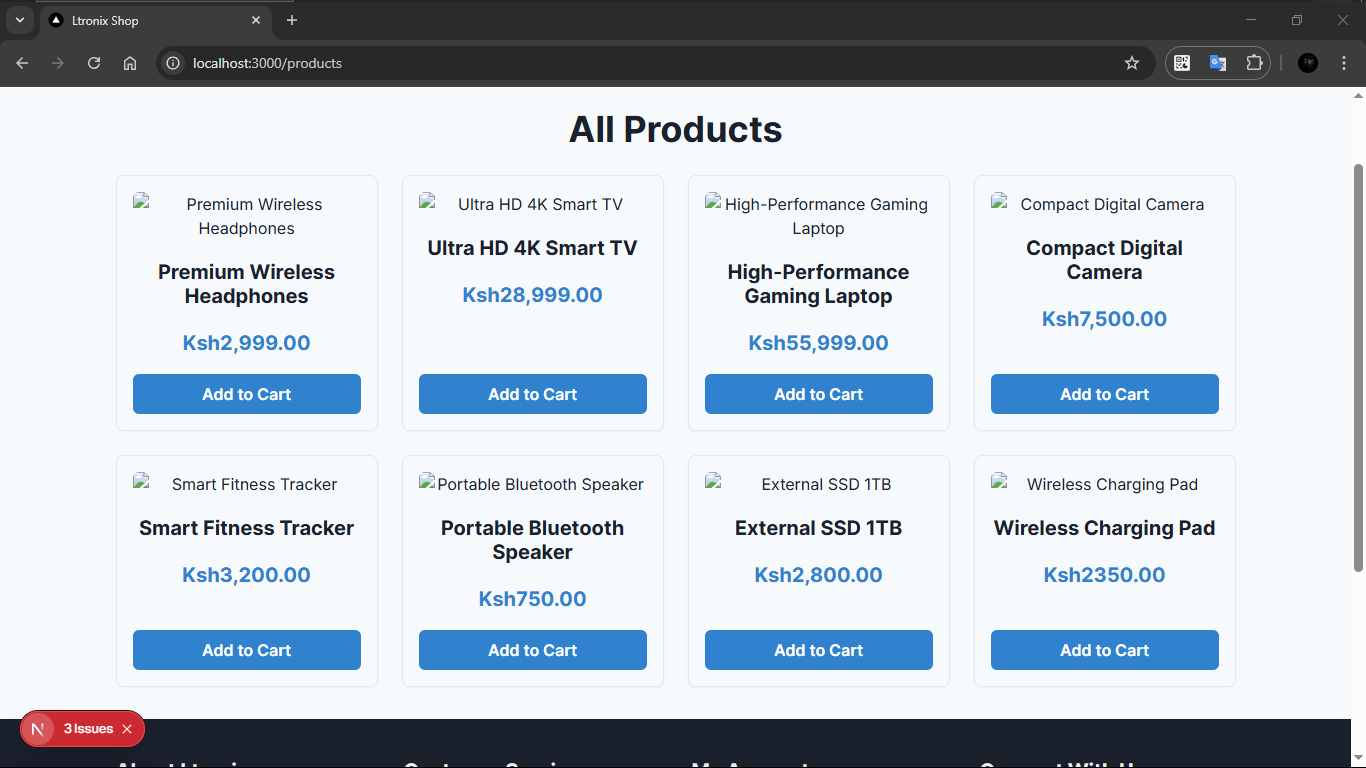 Ltronix Shop
localhost:3000/products
All Products
Premium Wireless
Headphones
Premium Wireless
Headphones
Ksh2,999.00
Add to Cart
Ultra HD 4K Smart TV
Ultra HD 4K Smart TV
Ksh28,999.00
Add to Cart
High-Performance Gaming
Laptop
High-Performance
Gaming Laptop
Ksh55,999.00
Add to Cart
Compact Digital Camera
Compact Digital
Camera
Ksh7,500.00
Add to Cart
Smart Fitness Tracker
Smart Fitness Tracker
Ksh3,200.00
Add to Cart
Portable Bluetooth Speaker
Portable Bluetooth
Speaker
Ksh750.00
Add to Cart
External SSD 1TB
External SSD 1TB
Ksh2,800.00
Add to Cart
Wireless Charging Pad
Wireless Charging Pad
Ksh2350.00
Add to Cart
N 3 Issues